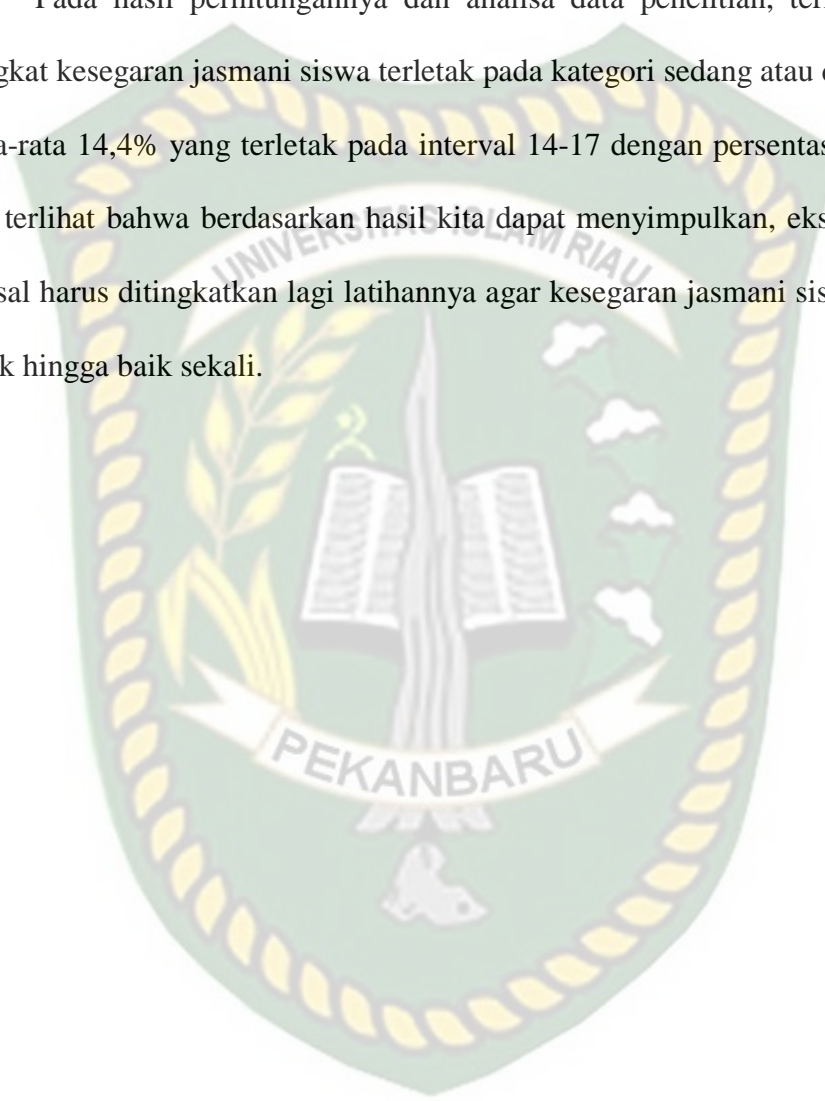 Pada hasil perhitungannya dan analisa data penelitian,
gkat kesegaran jasmani siswa terletak pada kategori sedang atau
a-rata 14,4% yang terletak pada interval 14-17 dengan persentas
terlihat bahwa berdasarkan hasil kita dapat menyimpulkan, eks
sal harus ditingkatkan lagi latihannya agar kesegaran jasmani sis
k hingga baik sekali.
UNIVERSITAS ISLAM RIAU
PEKANBARU